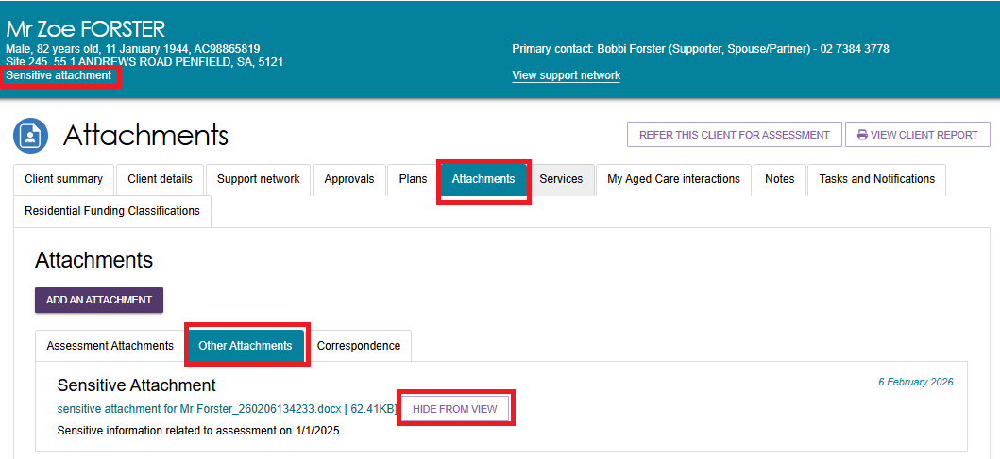 Mr Zoe FORSTER
Male, 82 years old, 11 January 1944, AC98865819
Site 245, 55 1 ANDREWS ROAD PENFIELD, SA, 5121
Sensitive attachment
Primary contact: Bobbi Forster (Supporter, Spouse/Partner) - 02 7384 3778
View support network
Attachments
REFER THIS CLIENT FOR ASSESSMENT
VIEW CLIENT REPORT
Client summary
Client details
Support network
Approvals
Plans
Attachments
Services
My Aged Care interactions
Notes
Tasks and Notifications
Residential Funding Classifications
Attachments
ADD AN ATTACHMENT
Assessment Attachments
Other Attachments
Correspondence
Sensitive Attachment
6 February 2026
sensitive attachment for Mr Forster_260206134233.docx [ 62.41KB]
HIDE FROM VIEW
Sensitive information related to assessment on 1/1/2025